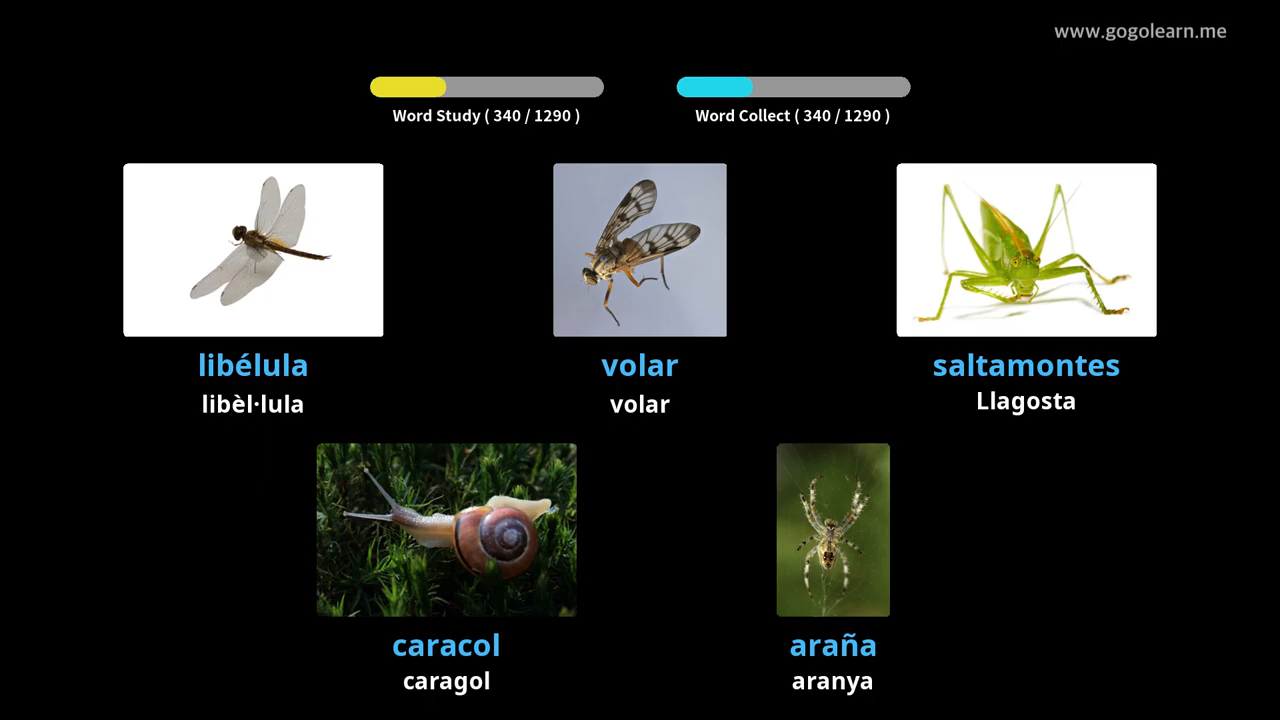 www.gogolearn.me
Word Study ( 340 / 1290 )
Word Collect ( 340 / 1290 )
libélula
libèl·lula
volar
volar
saltamontes
Llagosta
caracol
caragol
araña
aranya